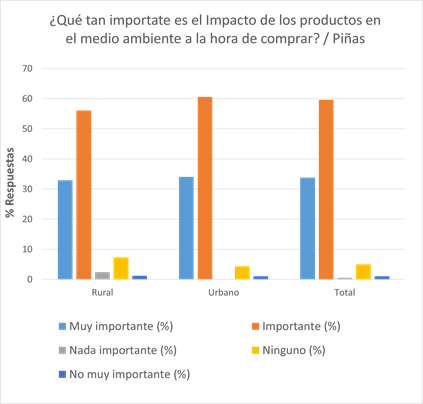 ¿Qué tan importate es el Impacto de los productos en
el medio ambiente a la hora de comprar? / Piñas
70
60
50
40
30
20
10
0
% Respuetas
Rural
Urbano
Total
Muy importante (%)
Importante (%)
Nada importante (%)
Ninguno (%)
No muy importante (%)